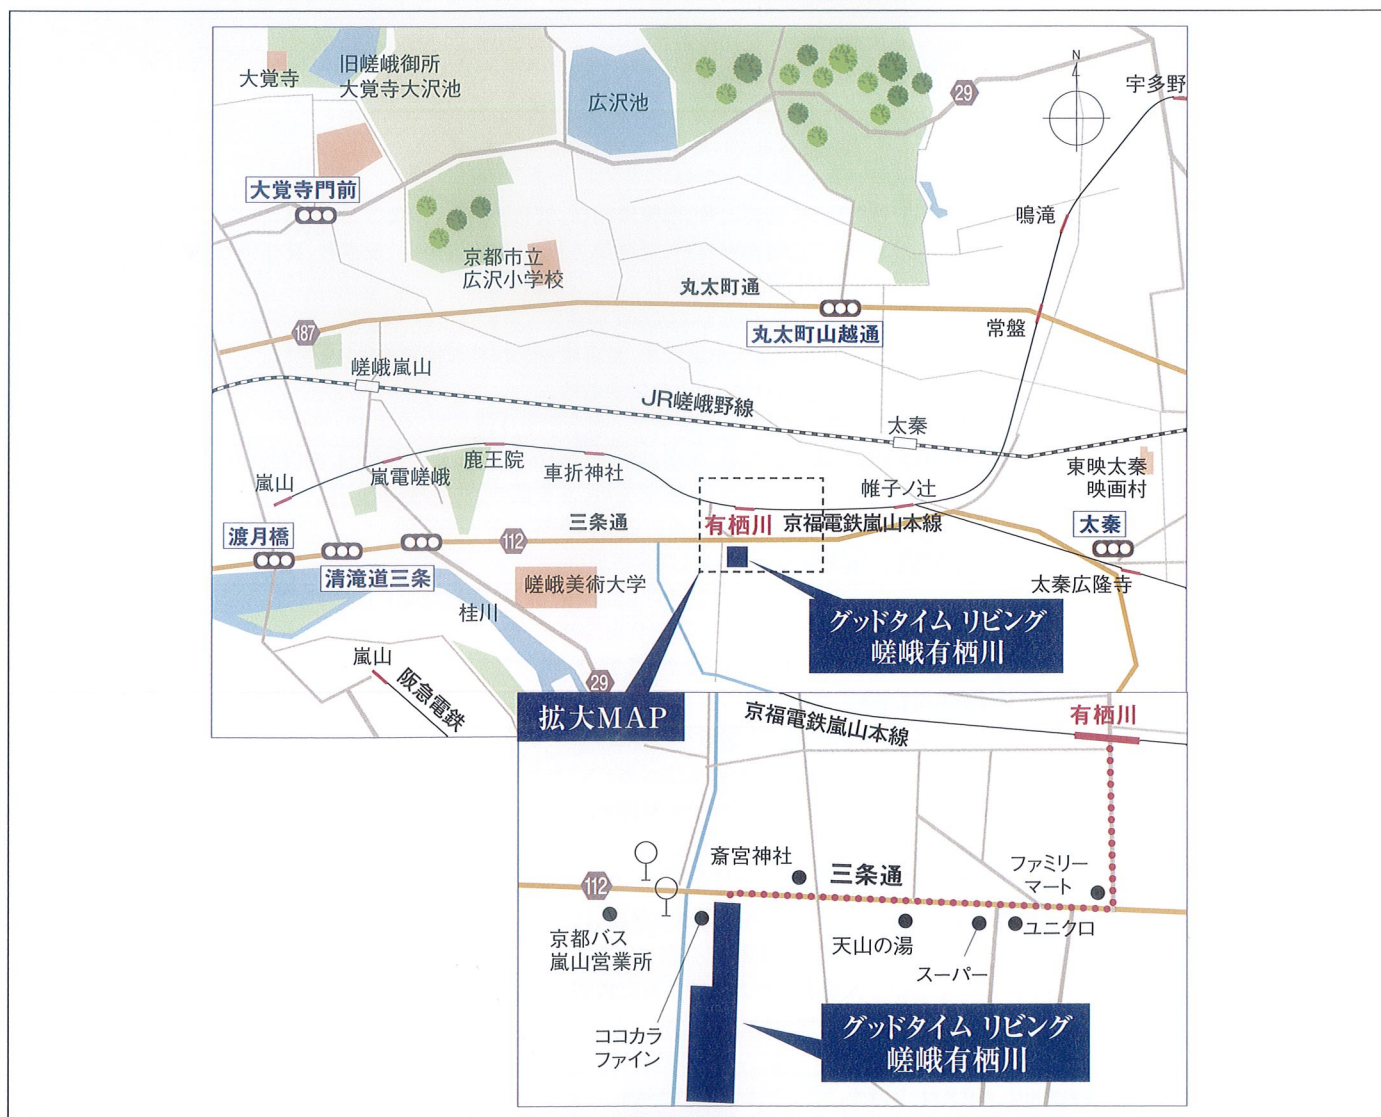 大覚寺
旧嵯峨御所
大覚寺大沢池
広沢池
29
N
宇多野
大覚寺門前
鳴滝
京都市立
広沢小学校
丸太町通
187
丸太町山越通
常盤
嵯峨嵐山
JR嵯峨野線
太秦
嵐山
嵐電嵯峨
鹿王院
車折神社
帷子ノ辻
東映太秦
映画村
渡月橋
三条通
有栖川
京福電鉄嵐山本線
太秦
112
清滝道三条
嵯峨美術大学
太秦広隆寺
桂川
グッドタイム リビング
嵯峨有栖川
嵐山
阪急電鉄
29
拡大MAP
京福電鉄嵐山本線
有栖川
斎宮神社
三条通
ファミリー
マート
112
京都バス
嵐山営業所
天山の湯
ユニクロ
スーパー
ココカラ
ファイン
グッドタイム リビング
嵯峨有栖川